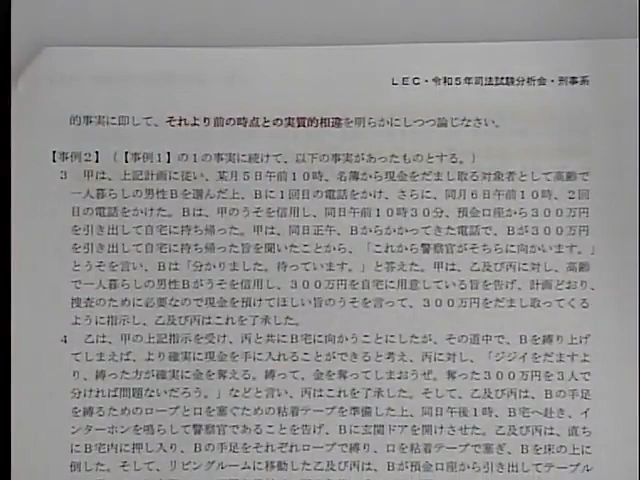 LEC・令和5年司法試験分析会・刑事系
的事実に即して、それより前の時点との実質的相違を明らかにしつつ論じなさい。
【事例2】(【事例1】の1の事実に続けて、以下の事実があったものとする。)
3 甲は、上記計画に従い、某月5日午前10時、名簿から現金をだまし取る対象者として高齢で
一人暮らしの男性Bを選んだ上、Bに1回目の電話をかけ、さらに、同月6日午前10時、2回
目の電話をかけた。Bは、甲のうそを信用し、同日午前10時30分、預金口座から300万円
を引き出して自宅に持ち帰った。甲は、同日正午、Bからかかってきた電話で、Bが300万円
を引き出して自宅に持ち帰った旨を聞いたことから、「これから警察官がそちらに向かいます。」
とうそを言い、Bは「分かりました。待っています。」と答えた。甲は、乙及び丙に対し、高齢
で一人暮らしの男性Bがうそを信用し、300万円を自宅に用意している旨を告げ、計画どおり、
捜査のために必要なので現金を預けてほしい旨のうそを言って、300万円をだまし取ってくる
ように指示し、乙及び丙はこれを了承した。
4 乙は、甲の上記指示を受け、丙と共にB宅に向かうことにしたが、その道中で、Bを縛り上げ
てしまえば、より確実に現金を手に入れることができると考え、丙に対し、「ジジイをだますよ
り、縛った方が確実に金を奪える。縛って、金を奪ってしまおうぜ。奪った300万円を3人で
分ければ問題ないだろう。」などと言い、丙はこれを了承した。そして、乙及び丙は、Bの手足
を縛るためのロープと口を塞ぐための粘着テープを準備した上、同日午後1時、B宅へ赴き、イン
ターホンを鳴らして警察官であることを告げ、Bに玄関ドアを開けさせた。乙及び丙は、直ち
にB宅内に押し入り、Bの手足をそれぞれロープで縛り、口を粘着テープで塞ぎ、Bを床の上に
倒した。そして、リビングルームに移動した乙及び丙は、Bが預金口座から引き出してテーブル